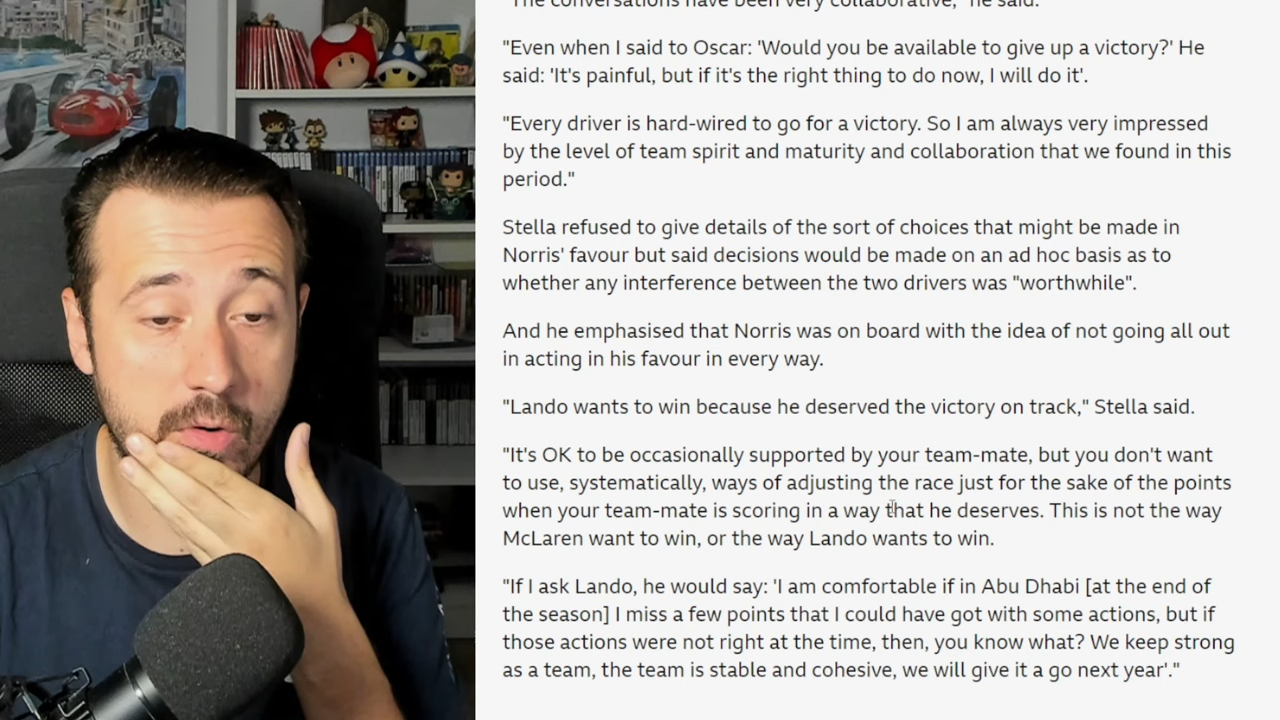 "The conversations have been very collaborative," he said.
"Even when I said to Oscar: 'Would you be available to give up a victory?' He
said: 'It's painful, but if it's the right thing to do now, I will do it'.
"Every driver is hard-wired to go for a victory. So I am always very impressed
by the level of team spirit and maturity and collaboration that we found in this
period."
Stella refused to give details of the sort of choices that might be made in
Norris' favour but said decisions would be made on an ad hoc basis as to
whether any interference between the two drivers was "worthwhile".
And he emphasised that Norris was on board with the idea of not going all out
in acting in his favour in every way.
"Lando wants to win because he deserved the victory on track," Stella said.
"It's OK to be occasionally supported by your team-mate, but you don't want
to use, systematically, ways of adjusting the race just for the sake of the points
when your team-mate is scoring in a way that he deserves. This is not the way
McLaren want to win, or the way Lando wants to win.
"If I ask Lando, he would say: 'I am comfortable if in Abu Dhabi [at the end of
the season] I miss a few points that I could have got with some actions, but if
those actions were not right at the time, then, you know what? We keep strong
as a team, the team is stable and cohesive, we will give it a go next year'."